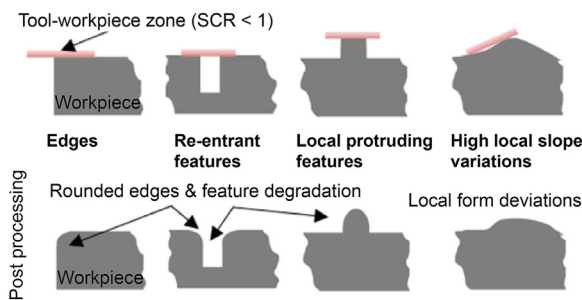 Tool-workpiece zone (SCR < 1)
Workpiece
Edges
Re-entrant
features
Local protruding
features
High local slope
variations
Post processing
Rounded edges & feature degradation
Local form deviations
Workpiece